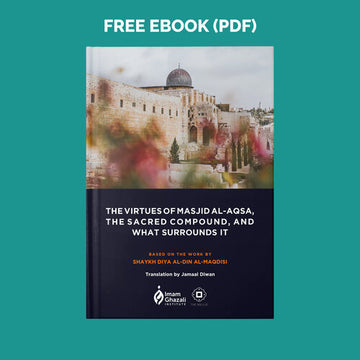 FREE EBOOK (PDF)
THE VIRTUES OF MASJID AL-AQSA,
THE SACRED COMPOUND, AND
WHAT SURROUNDS IT
BASED ON THE WORK BY
SHAYKH DIYA AL-DIN AL-MAQDISI
Translation by Jamaal Diwan
Imam
Ghazali
INSTITUTE